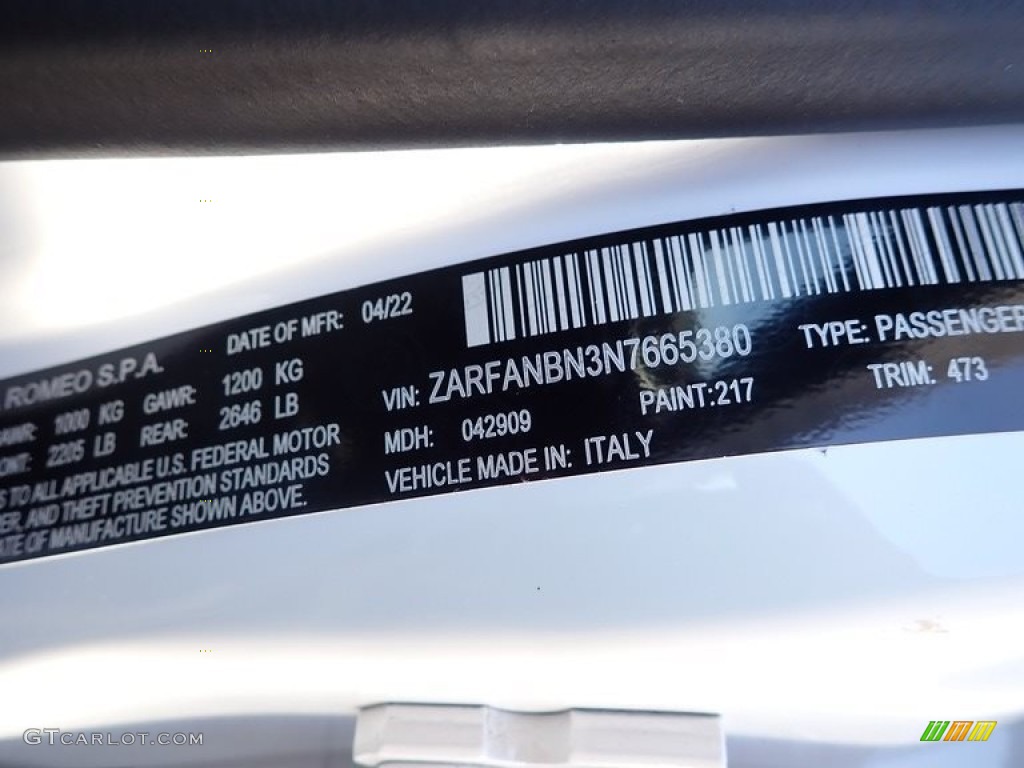 ROMEO S.P.A.
DATE OF MFR: 04/22
GAWR: 1000 KG GAWR: 1200 KG
2205 LB REAR: 2646 LB
TO ALL APPLICABLE U.S. FEDERAL MOTOR
AND THEFT PREVENTION STANDARDS
OF MANUFACTURE SHOWN ABOVE.
VIN: ZARFANBN3N7665380
TYPE: PASSENGER
MDH: 042909
PAINT:217
TRIM: 473
VEHICLE MADE IN: ITALY
GTCARLOT.COM